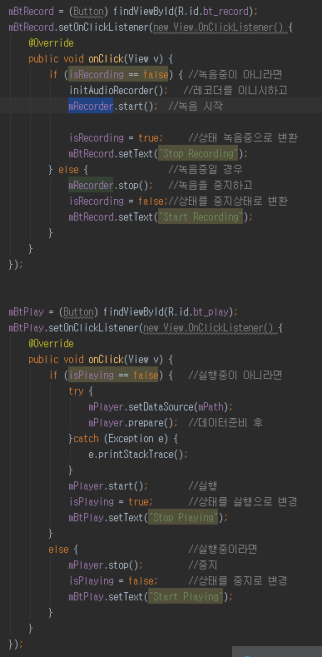 mBtRecord = (Button) findViewById(R.id.bt_record);
mBtRecord.setOnClickListener(new View.OnClickListener() {
@Override
public void onClick(View v) {
if (isRecording == false) { //녹음중이 아니라면
initAudioRecorder(); //레코더를 이니시하고
mRecorder.start(); //녹음 시작
isRecording = true; //상태 녹음중으로 변환
mBtRecord.setText("Stop Recording");
} else { //녹음중일 경우
mRecorder.stop(); //녹음을 중지하고
isRecording = false;//상태를 중지상태로 변환
mBtRecord.setText("Start Recording");
}
}
});
mBtPlay = (Button) findViewById(R.id.bt_play);
mBtPlay.setOnClickListener(new View.OnClickListener() {
@Override
public void onClick(View v) {
if (isPlaying == false) { //실행중이 아니라면
try {
mPlayer.setDataSource(mPath);
mPlayer.prepare(); //데이터준비 후
}catch (Exception e) {
e.printStackTrace();
}
mPlayer.start(); //실행
isPlaying = true; //상태를 실행으로 변경
mBtPlay.setText("Stop Playing");
}
else { //실행중이라면
mPlayer.stop(); //중지
isPlaying = false; //상태를 중지로 변경
mBtPlay.setText("Start Playing");
}
}
});